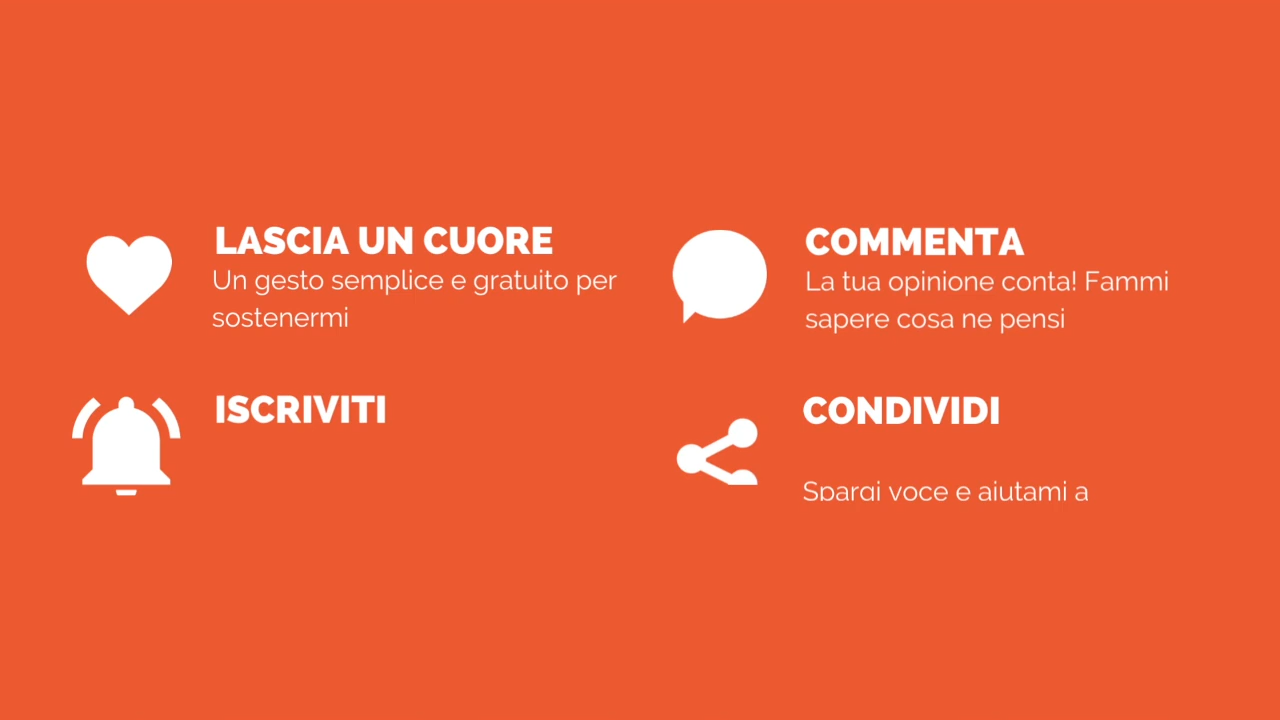 LASCIA UN CUORE
Un gesto semplice e gratuito per
sostenermi
COMMENTA
La tua opinione conta! Fammi
sapere cosa ne pensi
ISCRIVITI
CONDIVIDI
Spargi voce e aiutami a